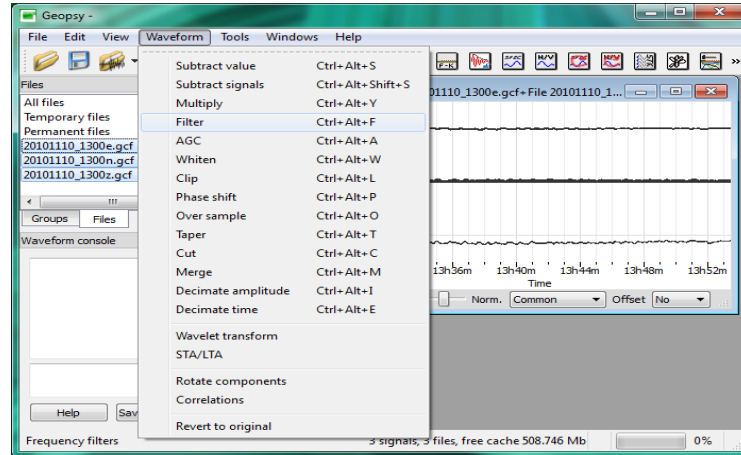 Geopsy -
File Edit View Waveform Tools Windows Help
Files
All files
Temporary files
Permanent files
20101110_1300e.gcf
20101110_1300n.gcf
20101110_1300z.gcf
Groups Files
Waveform console
Help Sav
Subtract value Ctrl+Alt+S
Subtract signals Ctrl+Alt+Shift+S
Multiply Ctrl+Alt+Y
Filter Ctrl+Alt+F
AGC Ctrl+Alt+A
Whiten Ctrl+Alt+W
Clip Ctrl+Alt+L
Phase shift Ctrl+Alt+P
Over sample Ctrl+Alt+O
Taper Ctrl+Alt+T
Cut Ctrl+Alt+C
Merge Ctrl+Alt+M
Decimate amplitude Ctrl+Alt+I
Decimate time Ctrl+Alt+E
Wavelet transform
STA/LTA
Rotate components
Correlations
Revert to original
F-K H/V
01110_1300e.gcf+File 20101110_1...
13h36m 13h40m 13h44m 13h48m 13h52m
Time
Norm. Common Offset No
Frequency filters 3 signals, 3 files, free cache 508.746 Mb 0%